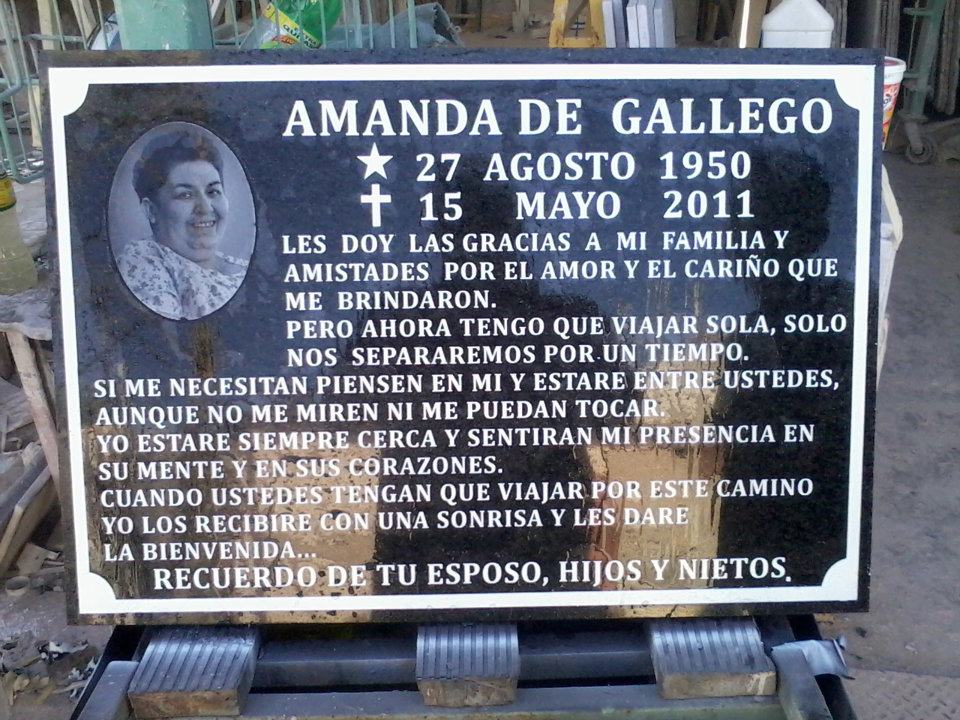 AMANDA DE GALLEGO
27 AGOSTO 1950
15 MAYO 2011
LES DOY LAS GRACIAS A MI FAMILIA Y
AMISTADES POR EL AMOR Y EL CARIÑO QUE
ME BRINDARON.
PERO AHORA TENGO QUE VIAJAR SOLA, SOLO
NOS SEPARAREMOS POR UN TIEMPO.
SI ME NECESITAN PIENSEN EN MI Y ESTARE ENTRE USTEDES,
AUNQUE NO ME MIREN NI ME PUEDAN TOCAR.
YO ESTARE SIEMPRE CERCA Y SENTIRAN MI PRESENCIA EN
SU MENTE Y EN SUS CORAZONES.
CUANDO USTEDES TENGAN QUE VIAJAR POR ESTE CAMINO
YO LOS RECIBIRE CON UNA SONRISA Y LES DARE
LA BIENVENIDA...
RECUERDO DE TU ESPOSO, HIJOS Y NIETOS.